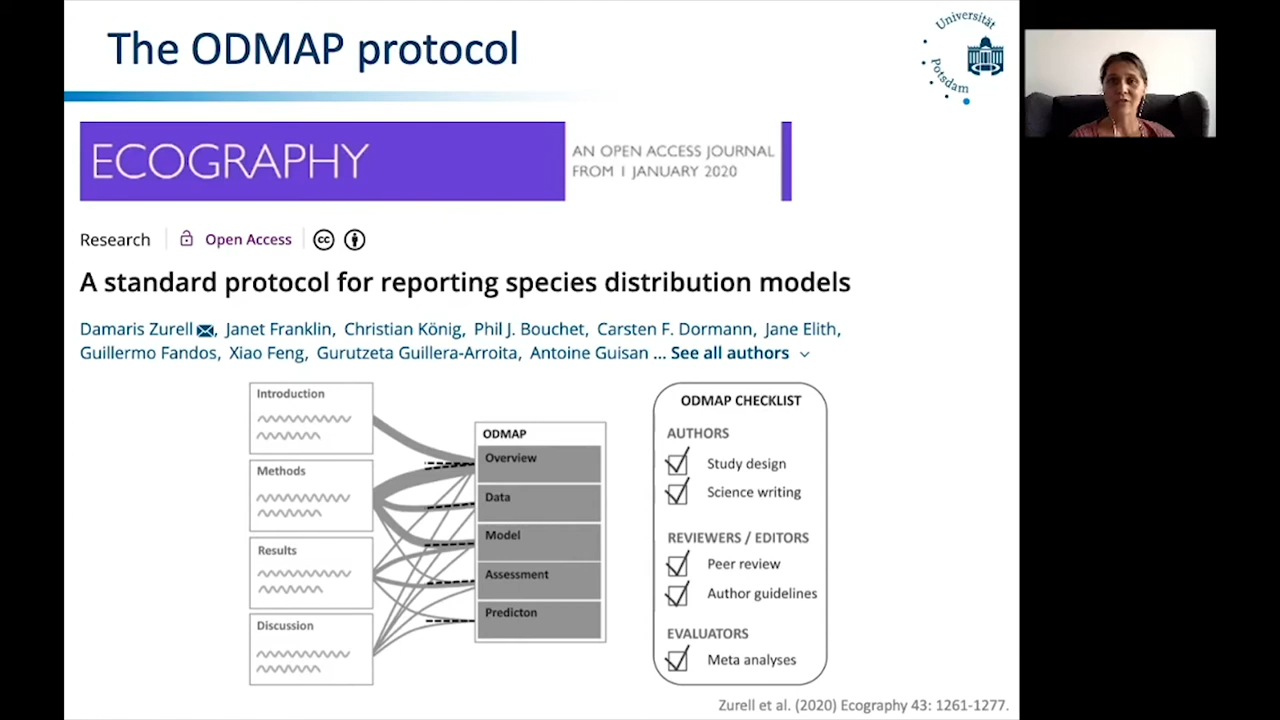 The ODMAP protocol
Universität
Potsdam
ECOGRAPHY
AN OPEN ACCESS JOURNAL
FROM 1 JANUARY 2020
Research
Open Access
cc
A standard protocol for reporting species distribution models
Damaris Zurell, Janet Franklin, Christian König, Phil J. Bouchet, Carsten F. Dormann, Jane Elith,
Guillermo Fandos, Xiao Feng, Gurutzeta Guillera-Arroita, Antoine Guisan ... See all authors
Introduction
Methods
Results
Discussion
ODMAP
Overview
Data
Model
Assessment
Predicton
ODMAP CHECKLIST
AUTHORS
Study design
Science writing
REVIEWERS / EDITORS
Peer review
Author guidelines
EVALUATORS
Meta analyses
Zurell et al. (2020) Ecography 43: 1261-1277.